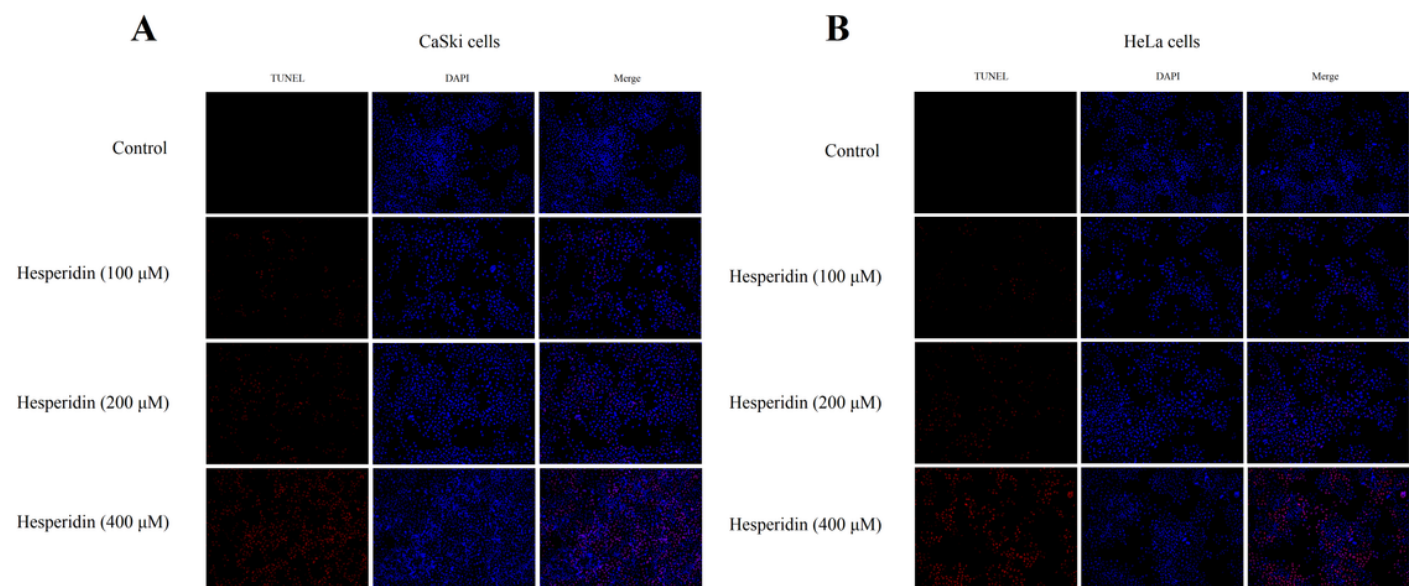 A
CaSki cells
TUNEL DAPI Merge
Control
Hesperidin (100 μM)
Hesperidin (200 μM)
Hesperidin (400 μM)
B
HeLa cells
TUNEL DAPI Merge
Control
Hesperidin (100 μM)
Hesperidin (200 μM)
Hesperidin (400 μM)